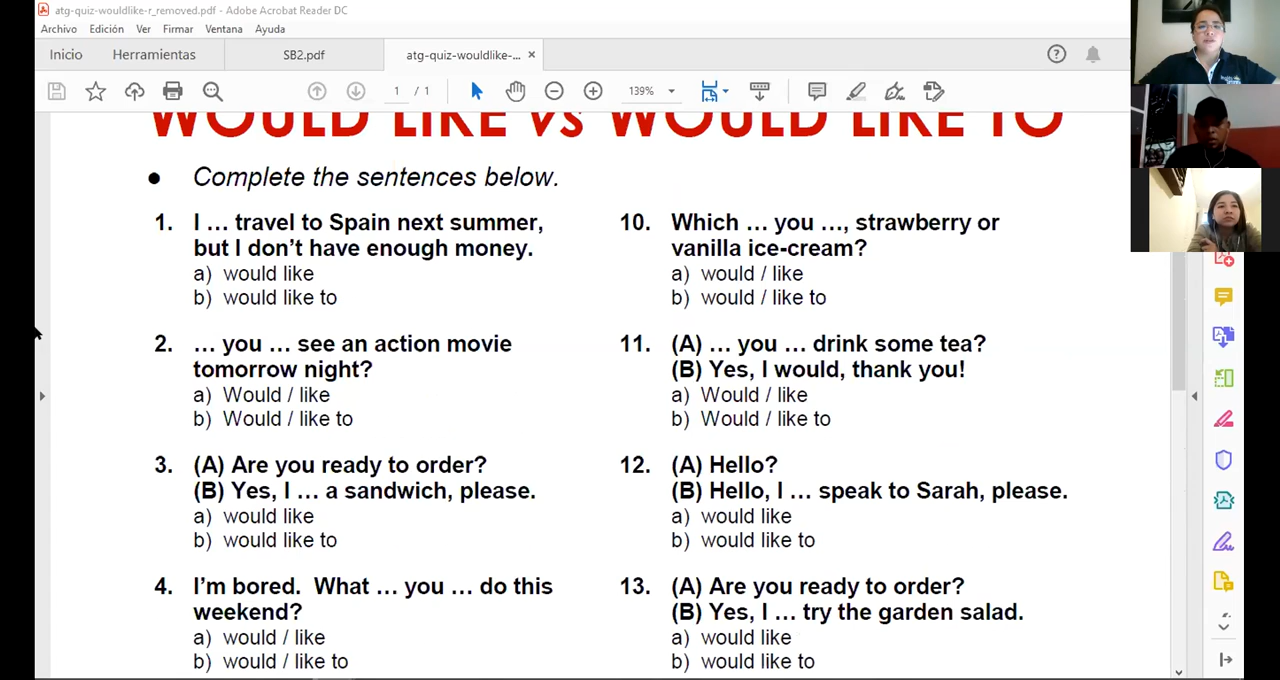 atg-quiz-wouldlike-r_removed.pdf - Adobe Acrobat Reader DC
Archivo Edición Ver Firmar Ventana Ayuda
Inicio Herramientas SB2.pdf atg-quiz-wouldlike-... ×
1 / 1 139%
WOULD LIKE vs WOULD LIKE TO
● Complete the sentences below.
1. I ... travel to Spain next summer,
but I don't have enough money.
a) would like
b) would like to
2. ... you ... see an action movie
tomorrow night?
a) Would / like
b) Would / like to
3. (A) Are you ready to order?
(B) Yes, I ... a sandwich, please.
a) would like
b) would like to
4. I'm bored. What ... you ... do this
weekend?
a) would / like
b) would / like to
10. Which ... you ..., strawberry or
vanilla ice-cream?
a) would / like
b) would / like to
11. (A) ... you ... drink some tea?
(B) Yes, I would, thank you!
a) Would / like
b) Would / like to
12. (A) Hello?
(B) Hello, I ... speak to Sarah, please.
a) would like
b) would like to
13. (A) Are you ready to order?
(B) Yes, I ... try the garden salad.
a) would like
b) would like to